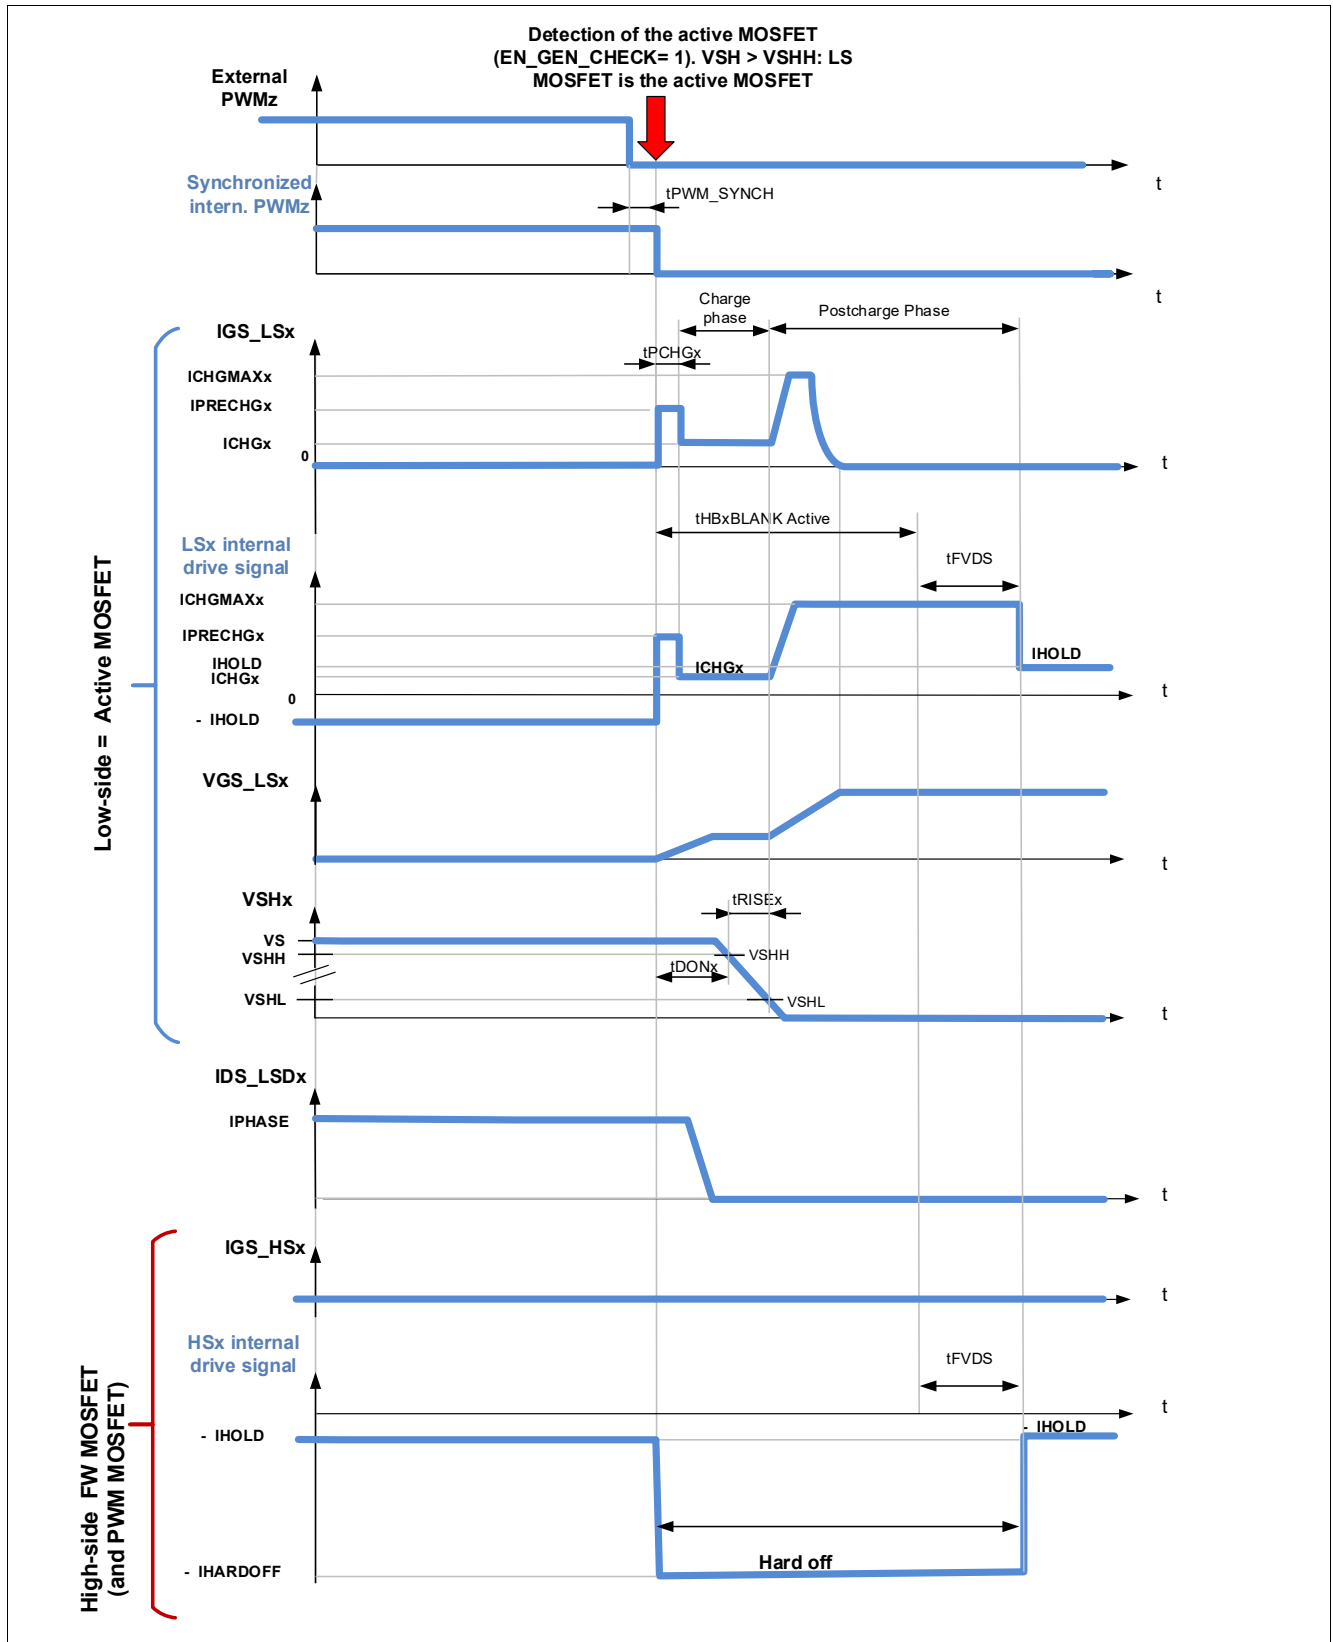 Detection of the active MOSFET
(EN_GEN_CHECK= 1). VSH > VSHH: LS
MOSFET is the active MOSFET
External
PWMz
t
Synchronized
intern. PWMz
tPWM_SYNCH
t
Charge
phase
Postcharge Phase
IGS_LSx
tPCHGx
ICHGMAXx
IPRECHGx
ICHGx
0
t
tHBxBLANK Active
LSx internal
drive signal
tFVDS
ICHGMAXx
IPRECHGx
IHOLD
ICHGx
ICHGx
IHOLD
0
t
- IHOLD
VGS_LSx
t
VSHx
tRISEx
VS
VSHH
VSHH
tDONx
VSHL
VSHL
t
Low-side = Active MOSFET
IDS_LSDx
IPHASE
t
IGS_HSx
t
HSx internal
drive signal
tFVDS
t
- IHOLD
- IHOLD
Hard off
- IHARDOFF
High-side FW MOSFET
(and PWM MOSFET)